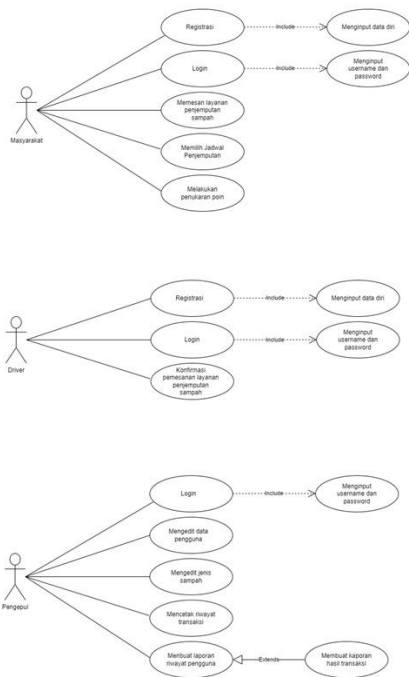 Registrasi
Include
Menginput data diri
Login
Include
Menginput
username dan
password
Memesan layanan
penjemputan
sampah
Masyarakat
Memilih Jadwal
Penjemputan
Melakukan
penukaran poin
Registrasi
Include
Menginput data diri
Login
Include
Menginput
username dan
password
Driver
Konfirmasi
pemesanan layanan
penjemputan
sampah
Login
Include
Menginput
username dan
password
Mengedit data
pengguna
Mengedit jenis
sampah
Pengepul
Mencetak riwayat
transaksi
Membuat laporan
riwayat pengguna
Extends
Membuat kaporan
hasil transaksi